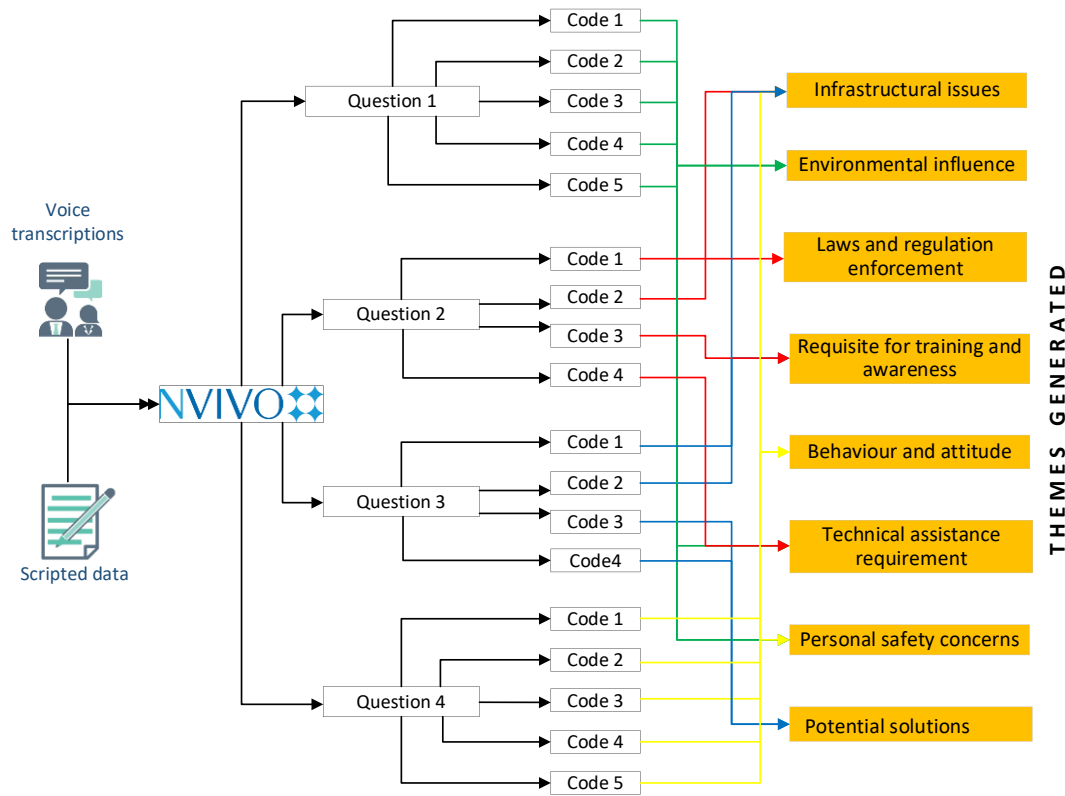 Voice
transcriptions
Scripted data
NVIVO
Question 1
Code 1
Code 2
Code 3
Code 4
Code 5
Question 2
Code 1
Code 2
Code 3
Code 4
Question 3
Code 1
Code 2
Code 3
Code4
Question 4
Code 1
Code 2
Code 3
Code 4
Code 5
Infrastructural issues
Environmental influence
Laws and regulation
enforcement
Requisite for training and
awareness
Behaviour and attitude
Technical assistance
requirement
Personal safety concerns
Potential solutions
THEMES GENERATED